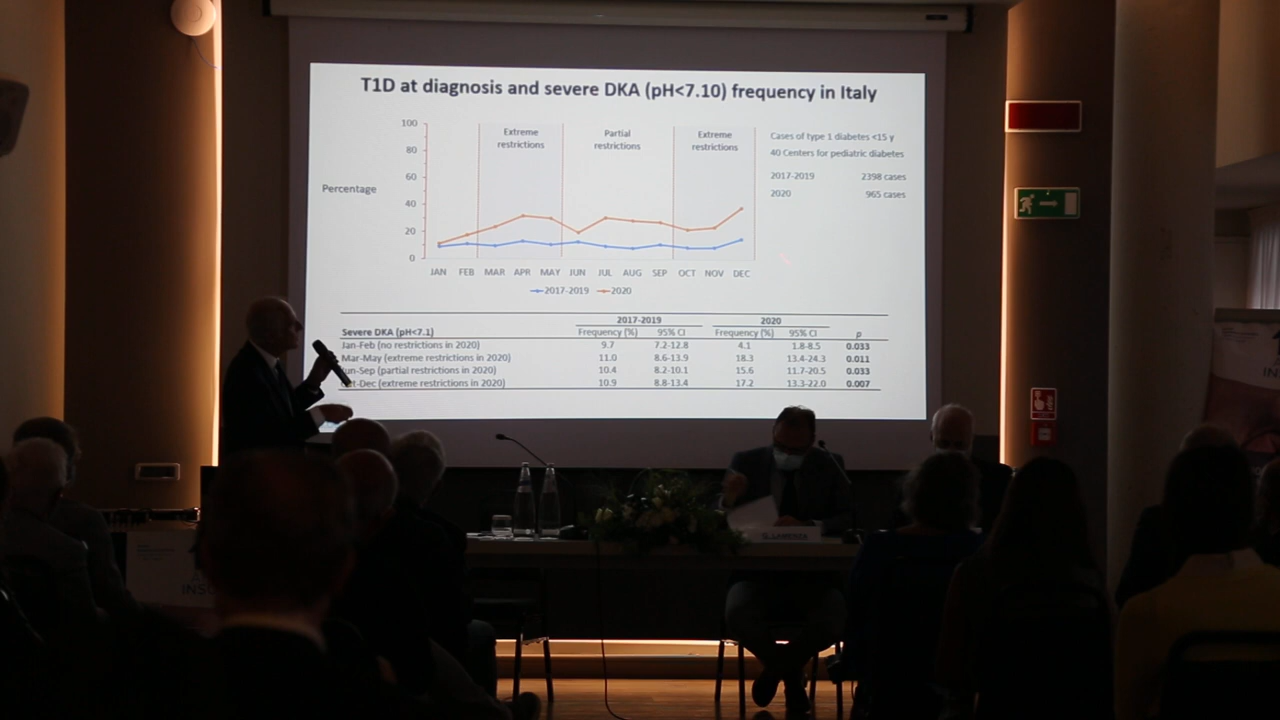 T1D at diagnosis and severe DKA (pH<7.10) frequency in Italy
Percentage
100
80
60
40
20
0
Extreme restrictions
Partial restrictions
Extreme restrictions
JAN FEB MAR APR MAY JUN JUL AUG SEP OCT NOV DEC
2017-2019 2020
Cases of type 1 diabetes <15 y
40 Centers for pediatric diabetes
2017-2019 2398 cases
2020 965 cases
2017-2019 2020
Severe DKA (pH<7.1) Frequency (%) 95% CI Frequency (%) 95% CI p
Jan-Feb (no restrictions in 2020) 9.7 7.2-12.8 4.1 1.8-8.5 0.033
Mar-May (extreme restrictions in 2020) 11.0 8.6-13.9 18.3 13.4-24.3 0.011
Jun-Sep (partial restrictions in 2020) 10.4 8.2-10.1 15.6 11.7-20.5 0.033
Oct-Dec (extreme restrictions in 2020) 10.9 8.8-13.4 17.2 13.3-22.0 0.007